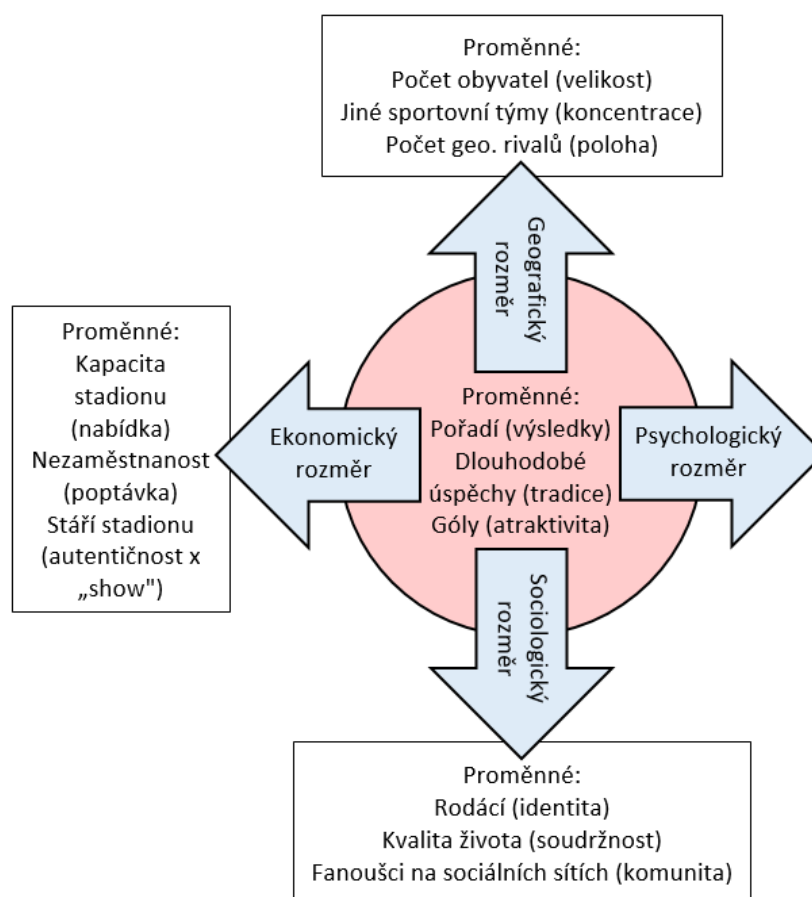 Proměnné:
Počet obyvatel (velikost)
Jiné sportovní týmy (koncentrace)
Počet geo. rivalů (poloha)
Geografický
rozměr
Proměnné:
Kapacita
stadionu
(nabídka)
Nezaměstnanost
(poptávka)
Stáří stadionu
(autentičnost x
„show")
Ekonomický
rozměr
Proměnné:
Pořadí (výsledky)
Dlouhodobé
úspěchy (tradice)
Góly (atraktivita)
Psychologický
rozměr
Sociologický
rozměr
Proměnné:
Rodácí (identita)
Kvalita života (soudržnost)
Fanoušci na sociálních sítích (komunita)